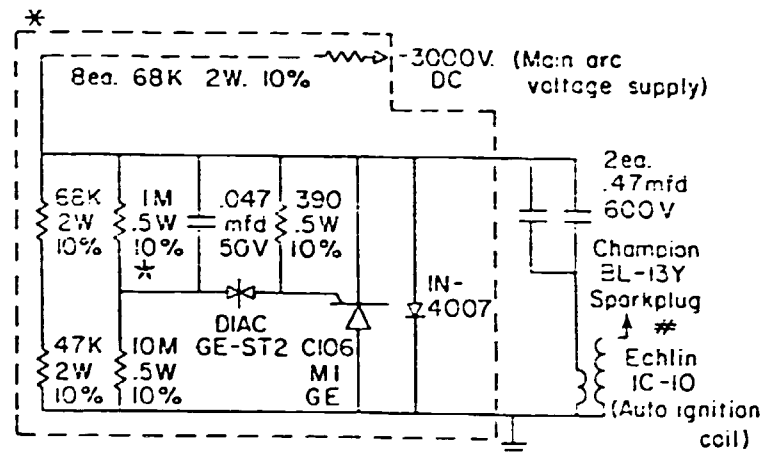 *
-3000V. (Main arc
DC voltage supply)
8ea. 68K 2W. 10%
68K
2W
10%
1M
.5W
10%
*
.047
mfd
50V
390
.5W
10%
2ea.
.47mfd
600V
IN-
4007
Champion
BL-13Y
Sparkplug
#
DIAC
GE-ST2
C106
M1
GE
47K
2W
10%
10M
.5W
10%
Echlin
IC-10
(Auto ignition
coil)